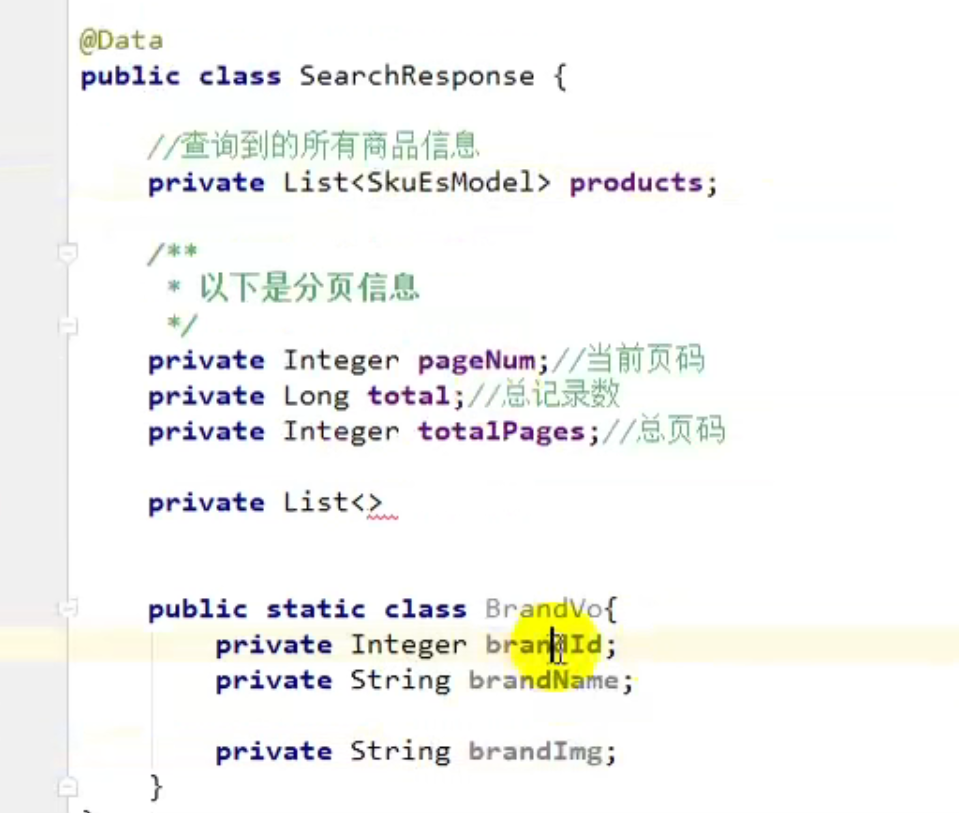 @Data
public class SearchResponse {
//查询到的所有商品信息
private List<SkuEsModel> products;
/**
* 以下是分页信息
*/
private Integer pageNum;//当前页码
private Long total;//总记录数
private Integer totalPages;//总页码
private List<>
public static class BrandVo{
private Integer brandId;
private String brandName;
private String brandImg;
}